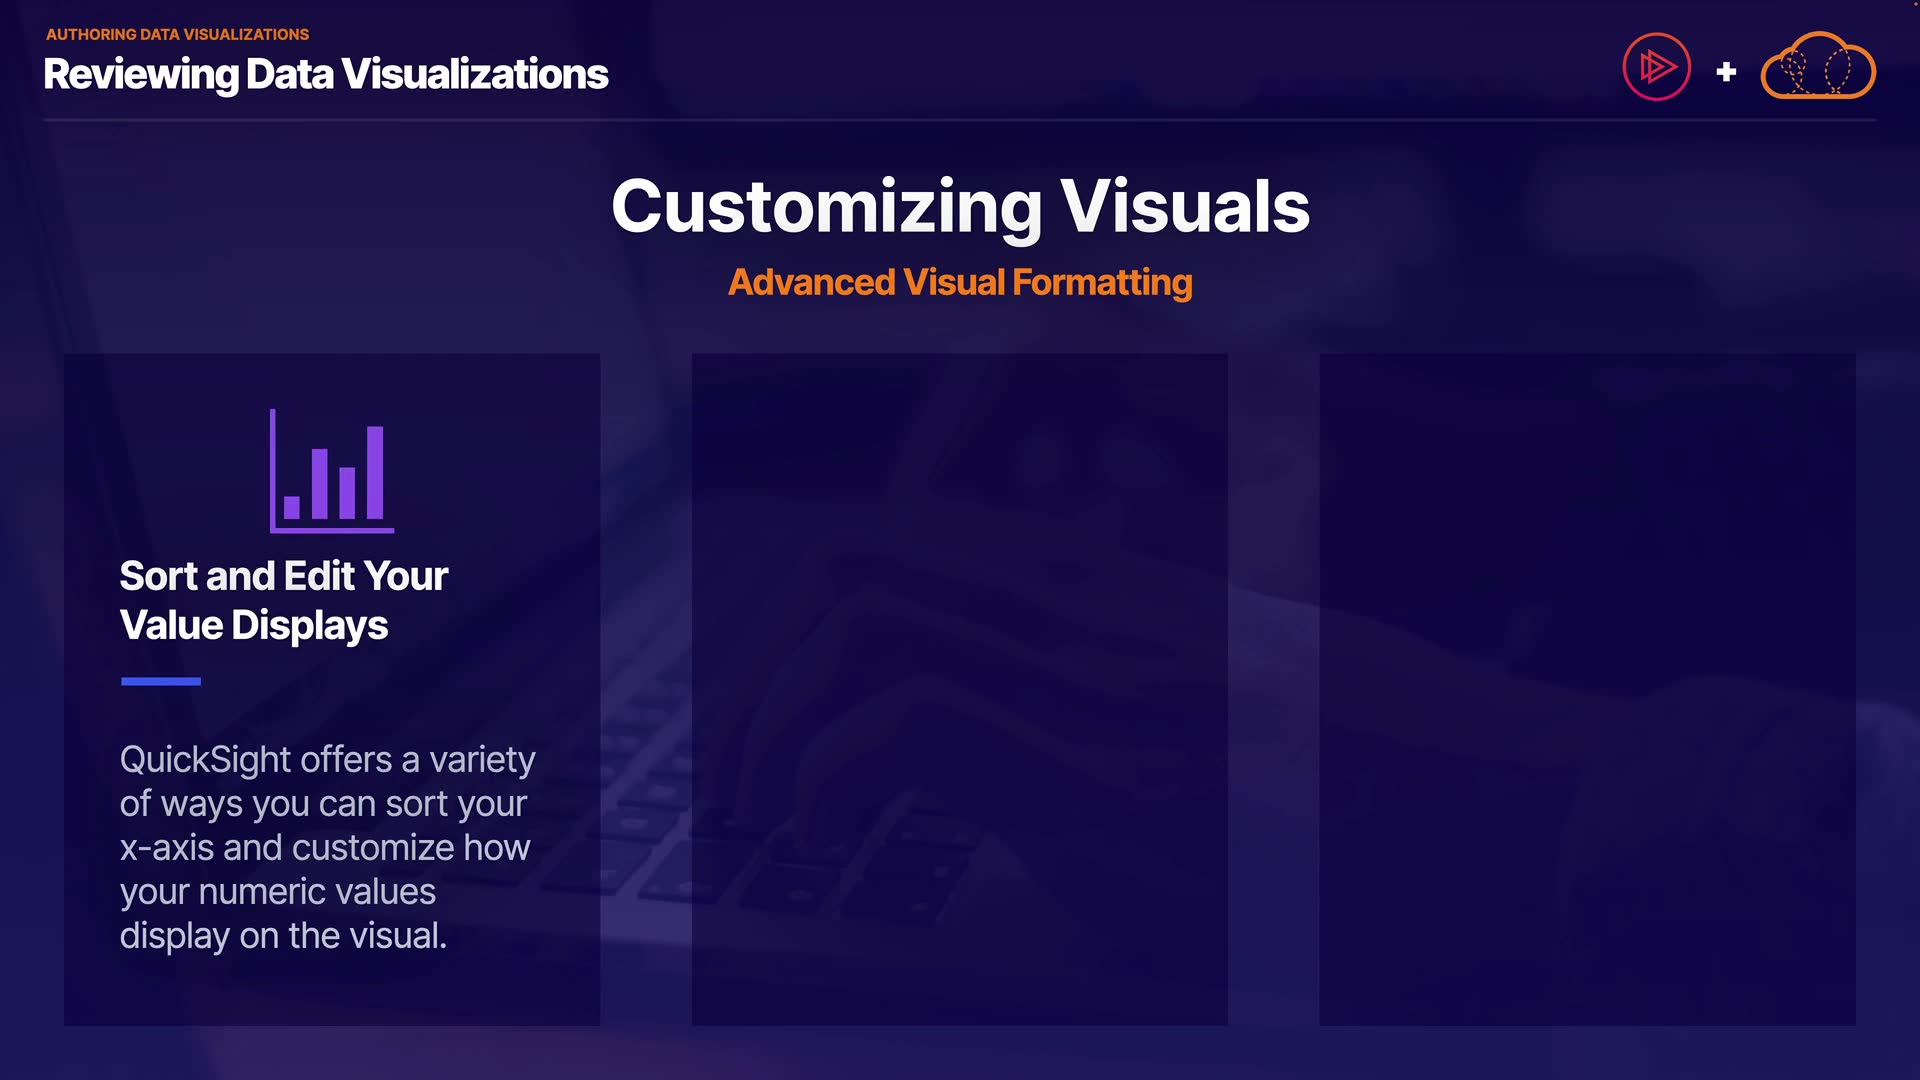 AUTHORING DATA VISUALIZATIONS
Reviewing Data Visualizations
Customizing Visuals
Advanced Visual Formatting
Sort and Edit Your
Value Displays
QuickSight offers a variety
of ways you can sort your
x-axis and customize how
your numeric values
display on the visual.